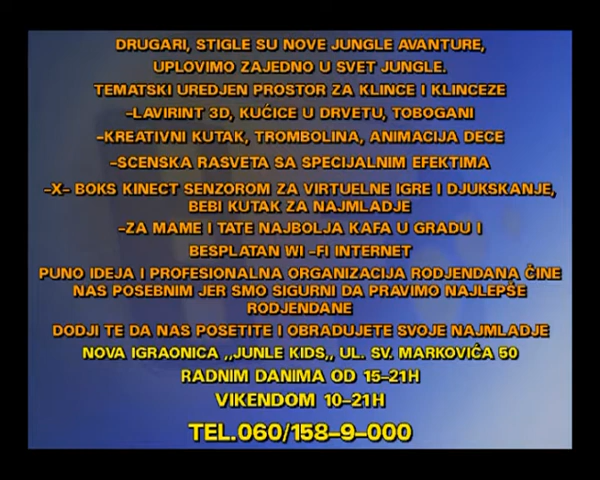 DRUGARI, STIGLE SU NOVE JUNGLE AVANTURE,
UPLOVIMO ZAJEDNO U SVET JUNGLE.
TEMATSKI UREDJEN PROSTOR ZA KLINCE I KLINCEZE
-LAVIRINT 3D, KUĆICE U DRVETU, TOBOGANI
-KREATIVNI KUTAK, TROMBOLINA, ANIMACIJA DECE
-SCENSKA RASVETA SA SPECIJALNIM EFEKTIMA
-X- BOKS KINECT SENZOROM ZA VIRTUELNE IGRE I DJUKSKANJE,
BEBI KUTAK ZA NAJMLADJE
-ZA MAME I TATE NAJBOLJA KAFA U GRADU I
BESPLATAN WI -FI INTERNET
PUNO IDEJA I PROFESIONALNA ORGANIZACIJA RODJENDANA ČINE
NAS POSEBNIM JER SMO SIGURNI DA PRAVIMO NAJLEPŠE
RODJENDANE
DODJI TE DA NAS POSETITE I OBRADUJETE SVOJE NAJMLADJE
NOVA IGRAONICA ,,JUNLE KIDS,, UL. SV. MARKOVIĆA 50
RADNIM DANIMA OD 15-21H
VIKENDOM 10-21H
TEL.060/158-9-000